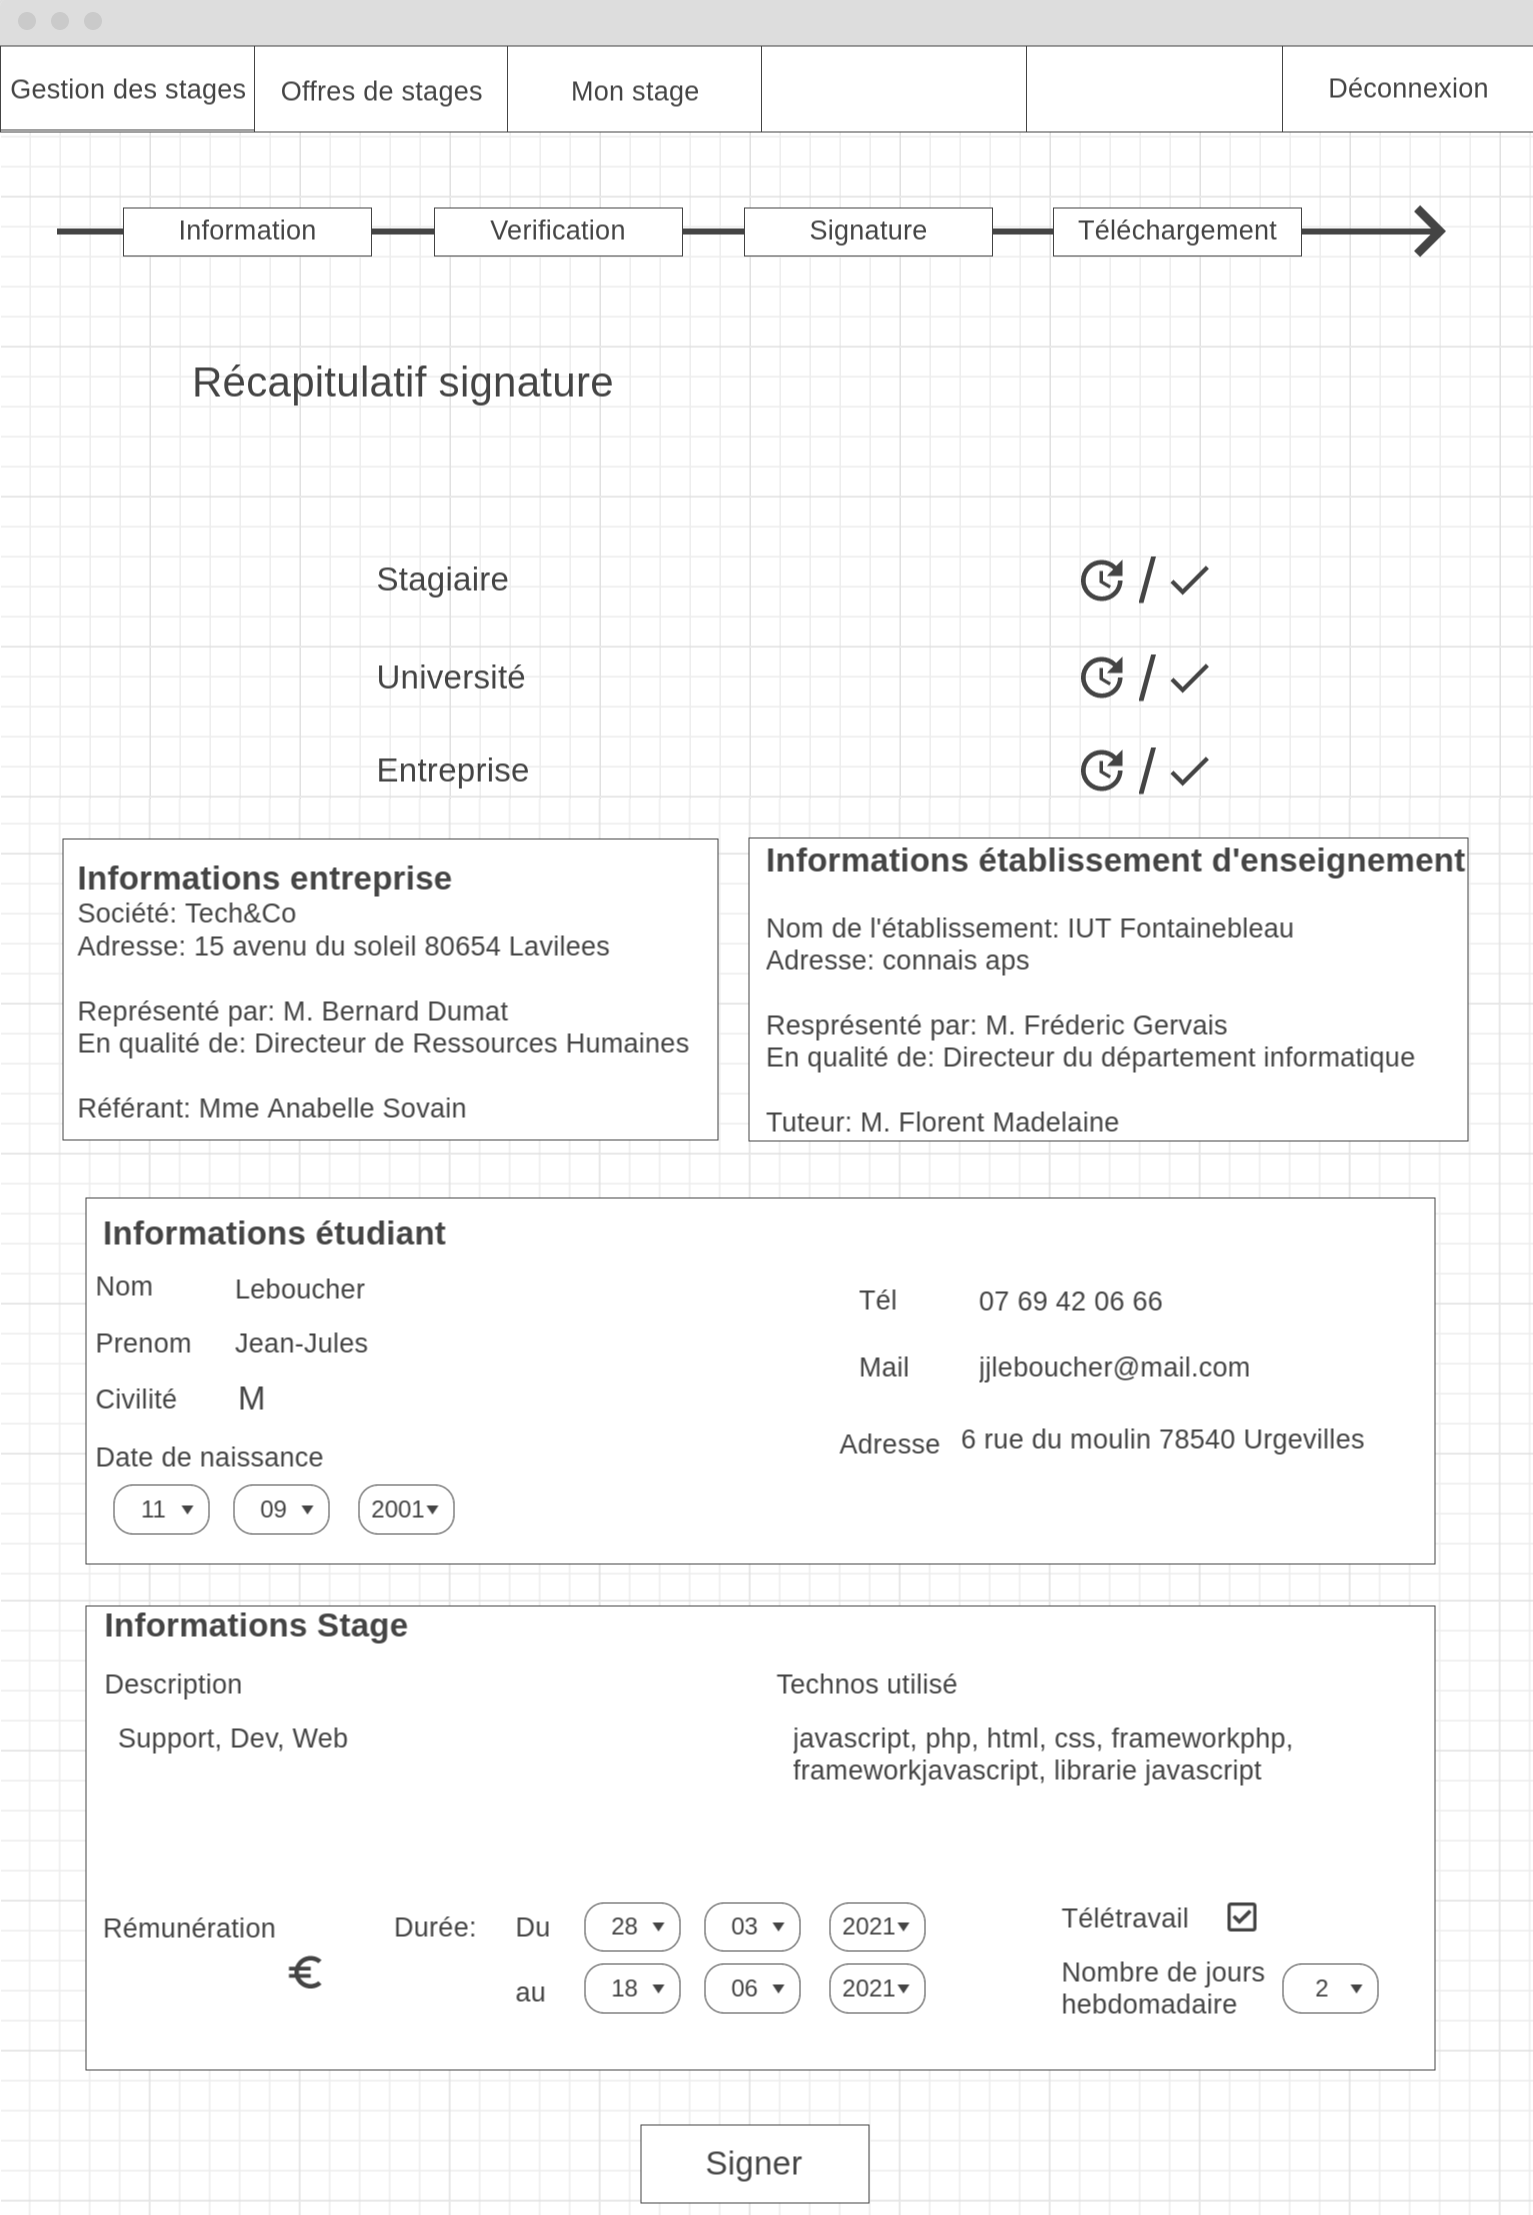 Gestion des stages
Offres de stages
Mon stage
Déconnexion
Information
Verification
Signature
Téléchargement
Récapitulatif signature
Stagiaire
/
Université
/
Entreprise
/
Informations entreprise
Société: Tech&Co
Adresse: 15 avenu du soleil 80654 Lavilees
Représenté par: M. Bernard Dumat
En qualité de: Directeur de Ressources Humaines
Référant: Mme Anabelle Sovain
Informations établissement d'enseignement
Nom de l'établissement: IUT Fontainebleau
Adresse: connais aps
Resprésenté par: M. Fréderic Gervais
En qualité de: Directeur du département informatique
Tuteur: M. Florent Madelaine
Informations étudiant
Nom Leboucher
Prenom Jean-Jules
Civilité M
Date de naissance
11 09 2001
Tél 07 69 42 06 66
Mail jjleboucher@mail.com
Adresse 6 rue du moulin 78540 Urgevilles
Informations Stage
Description
Support, Dev, Web
Technos utilisé
javascript, php, html, css, frameworkphp,
frameworkjavascript, librarie javascript
Rémunération
€
Durée: Du 28 03 2021
au 18 06 2021
Télétravail
Nombre de jours
hebdomadaire 2
Signer